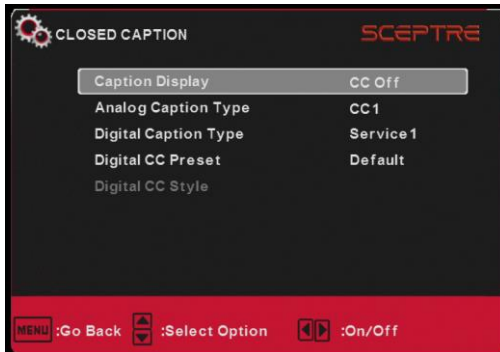 CLOSED CAPTION SCEPTRE
Caption Display CC Off
Analog Caption Type CC1
Digital Caption Type Service1
Digital CC Preset Default
Digital CC Style
MENU :Go Back :Select Option :On/Off